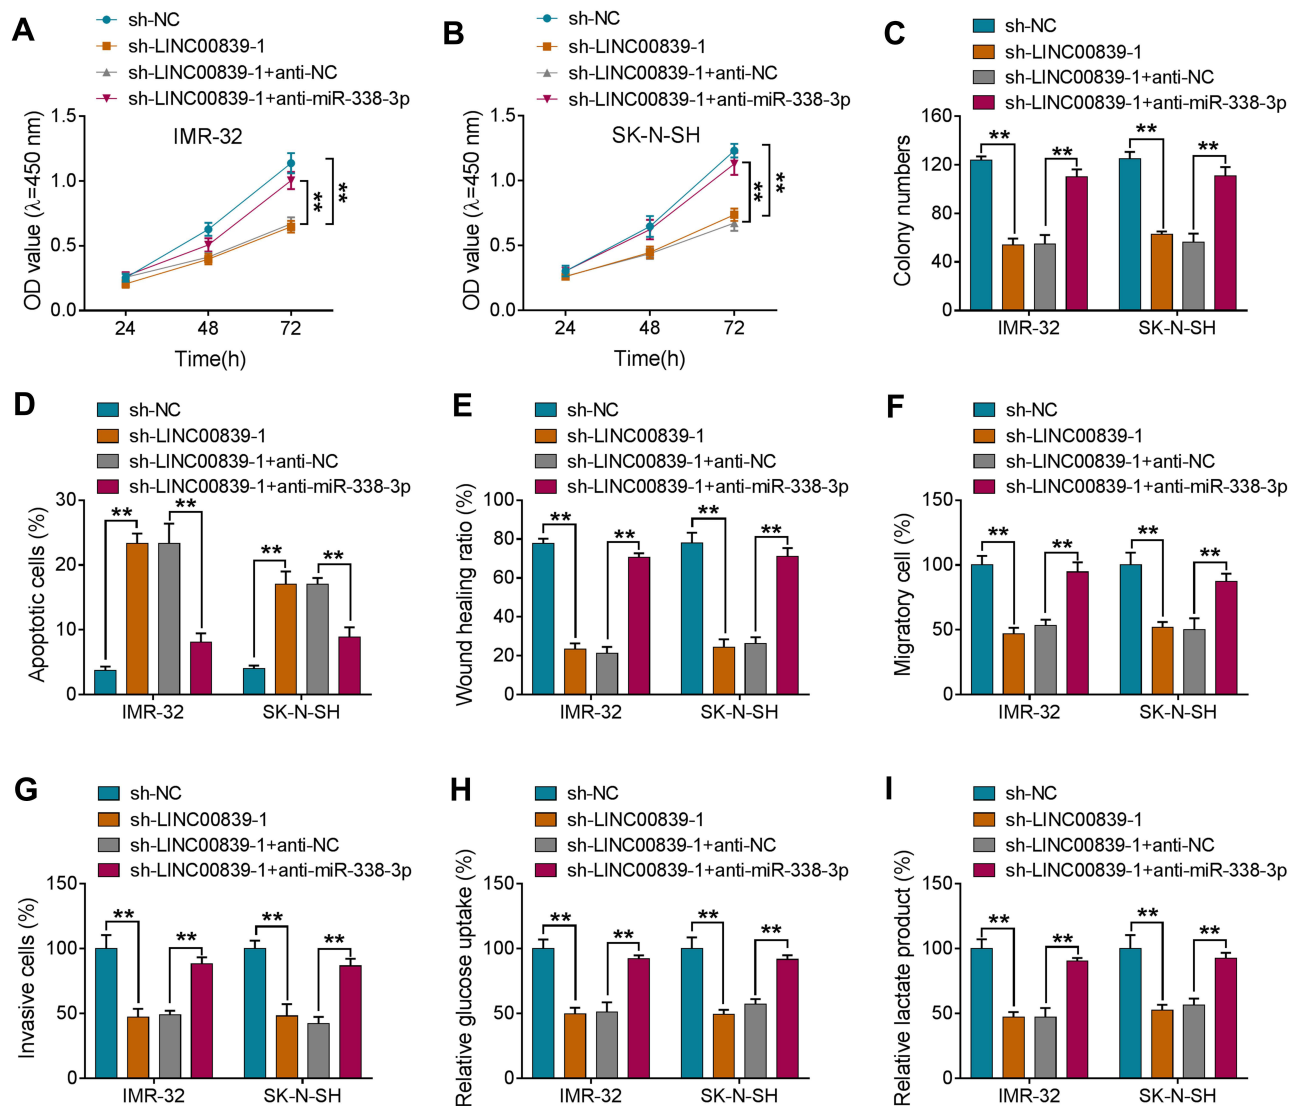 A
sh-NC
sh-LINC00839-1
sh-LINC00839-1+anti-NC
sh-LINC00839-1+anti-miR-338-3p
OD value (λ=450 nm)
1.5
1.0
0.5
0.0
IMR-32
**
**
24 48 72
Time(h)
B
sh-NC
sh-LINC00839-1
sh-LINC00839-1+anti-NC
sh-LINC00839-1+anti-miR-338-3p
OD value (λ=450 nm)
1.5
1.0
0.5
0.0
SK-N-SH
**
**
24 48 72
Time(h)
C
sh-NC
sh-LINC00839-1
sh-LINC00839-1+anti-NC
sh-LINC00839-1+anti-miR-338-3p
Colony numbers
160
120
80
40
0
** ** ** **
IMR-32 SK-N-SH
D
sh-NC
sh-LINC00839-1
sh-LINC00839-1+anti-NC
sh-LINC00839-1+anti-miR-338-3p
Apoptotic cells (%)
30
20
10
0
** ** ** **
IMR-32 SK-N-SH
E
sh-NC
sh-LINC00839-1
sh-LINC00839-1+anti-NC
sh-LINC00839-1+anti-miR-338-3p
Wound healing ratio (%)
100
80
60
40
20
0
** ** ** **
IMR-32 SK-N-SH
F
sh-NC
sh-LINC00839-1
sh-LINC00839-1+anti-NC
sh-LINC00839-1+anti-miR-338-3p
Migratory cell (%)
150
100
50
0
** ** ** **
IMR-32 SK-N-SH
G
sh-NC
sh-LINC00839-1
sh-LINC00839-1+anti-NC
sh-LINC00839-1+anti-miR-338-3p
Invasive cells (%)
150
100
50
0
** ** ** **
IMR-32 SK-N-SH
H
sh-NC
sh-LINC00839-1
sh-LINC00839-1+anti-NC
sh-LINC00839-1+anti-miR-338-3p
Relative glucose uptake (%)
150
100
50
0
** ** ** **
IMR-32 SK-N-SH
I
sh-NC
sh-LINC00839-1
sh-LINC00839-1+anti-NC
sh-LINC00839-1+anti-miR-338-3p
Relative lactate product (%)
150
100
50
0
** ** ** **
IMR-32 SK-N-SH